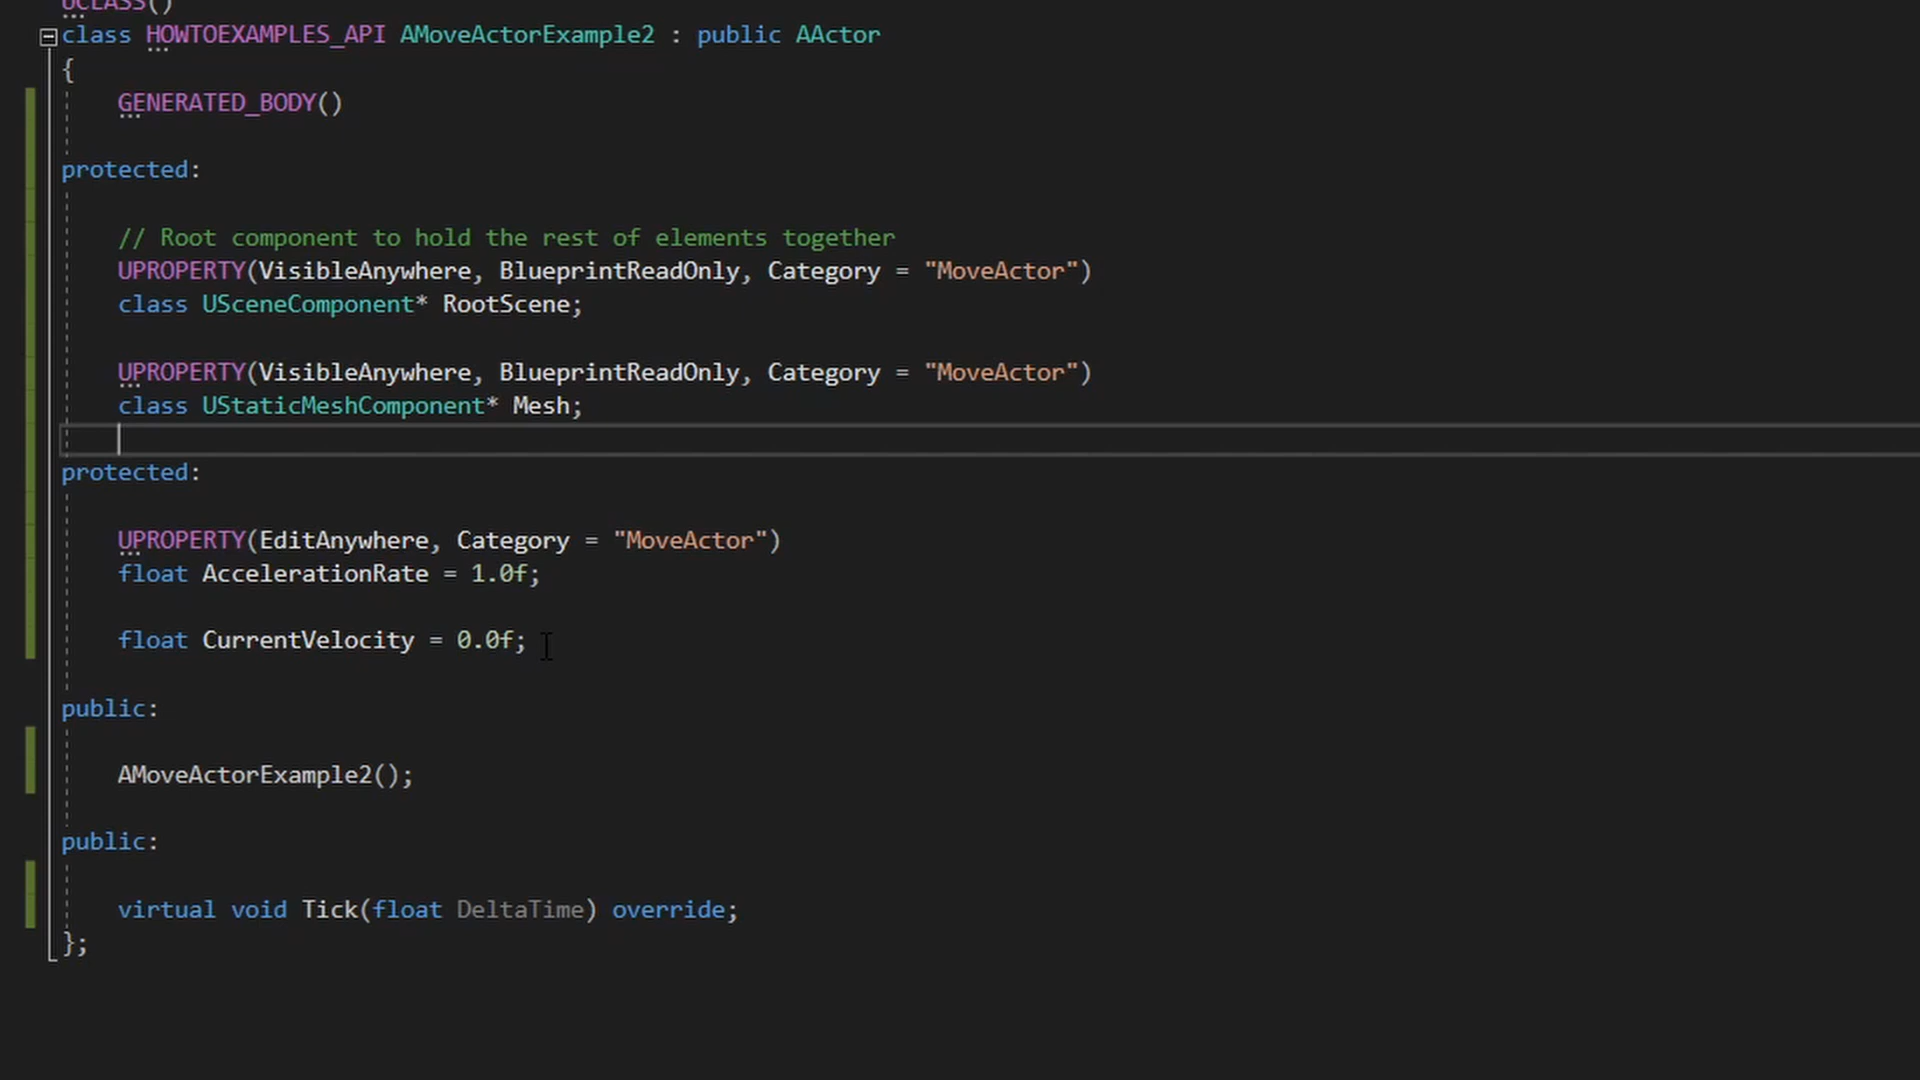 UCLASS()
class HOWTOEXAMPLES_API AMoveActorExample2 : public AActor
{
GENERATED_BODY()
protected:
// Root component to hold the rest of elements together
UPROPERTY(VisibleAnywhere, BlueprintReadOnly, Category = "MoveActor")
class USceneComponent* RootScene;
UPROPERTY(VisibleAnywhere, BlueprintReadOnly, Category = "MoveActor")
class UStaticMeshComponent* Mesh;
protected:
UPROPERTY(EditAnywhere, Category = "MoveActor")
float AccelerationRate = 1.0f;
float CurrentVelocity = 0.0f;
public:
AMoveActorExample2();
public:
virtual void Tick(float DeltaTime) override;
};